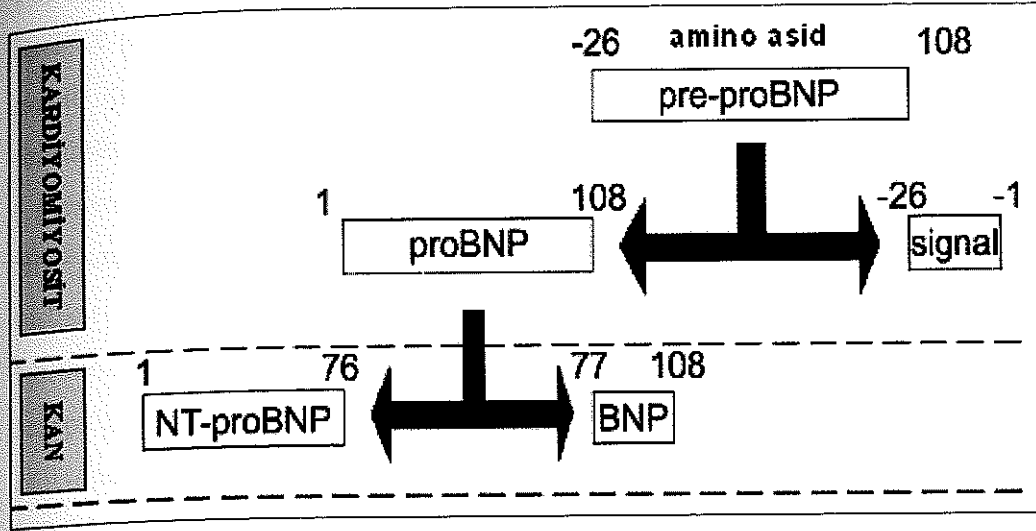 -26 amino asid 108
pre-proBNP
KARDİYOMİYOSİT
1 108 -26 -1
proBNP signal
1 76 77 108
KAN
NT-proBNP BNP